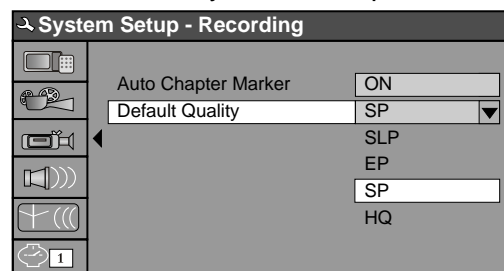 System Setup - Recording
Auto Chapter Marker ON
Default Quality SP
SLP
EP
SP
HQ
1